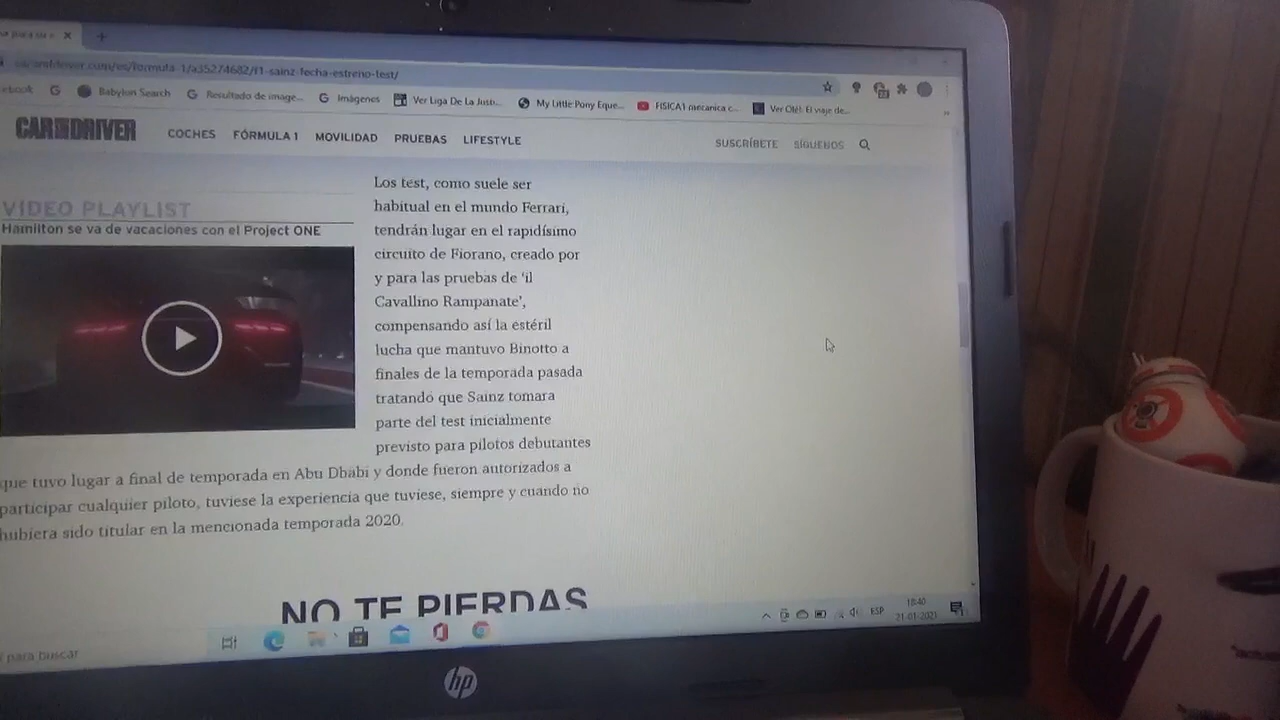 caranddriver.com/es/formula-1/a35274682/f1-sainz-fecha-estreno-test/
Babylon Search
Resultado de image...
Imágenes
Ver Liga De La Justi...
My Little Pony Eque...
FISICA1 mecanica c...
Ver Olé!: El viaje de...
CAR AND DRIVER
COCHES
FÓRMULA 1
MOVILIDAD
PRUEBAS
LIFESTYLE
SUSCRÍBETE
SÍGUENOS
VIDEO PLAYLIST
Hamilton se va de vacaciones con el Project ONE
Los test, como suele ser
habitual en el mundo Ferrari,
tendrán lugar en el rapidísimo
circuito de Fiorano, creado por
y para las pruebas de 'il
Cavallino Rampanate',
compensando así la estéril
lucha que mantuvo Binotto a
finales de la temporada pasada
tratando que Sainz tomara
parte del test inicialmente
previsto para pilotos debutantes
que tuvo lugar a final de temporada en Abu Dhabi y donde fueron autorizados a
participar cualquier piloto, tuviese la experiencia que tuviese, siempre y cuando no
hubiera sido titular en la mencionada temporada 2020.
NO TE PIERDAS
para buscar
ESP
18:40
21-01-2021
hp